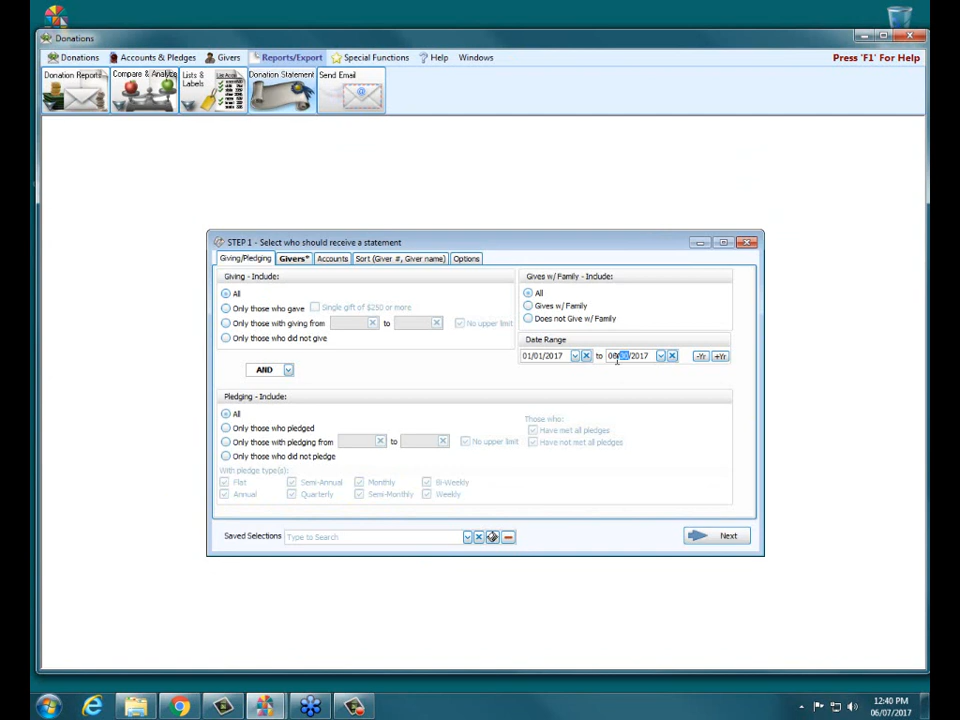 Donations
Donations Accounts & Pledges Givers Reports/Export Special Functions Help Windows Press 'F1' For Help
Donation Reports Compare & Analyze Lists & Labels Donation Statement Send Email
STEP 1 - Select who should receive a statement
Giving/Pledging Givers* Accounts Sort (Giver #, Giver name) Options
Giving - Include: Gives w/ Family - Include:
All All
Only those who gave Single gift of $250 or more Gives w/ Family
Only those with giving from to No upper limit Does not Give w/ Family
Only those who did not give Date Range
01/01/2017 to /2017 -Yr +Yr
AND
Pledging - Include:
All
Only those who pledged Those who:
Only those with pledging from to No upper limit Have met all pledges
Only those who did not pledge Have not met all pledges
With pledge type(s):
Flat Semi-Annual Monthly Bi-Weekly
Annual Quarterly Semi-Monthly Weekly
Saved Selections Type to Search Next
12:40 PM
06/07/2017